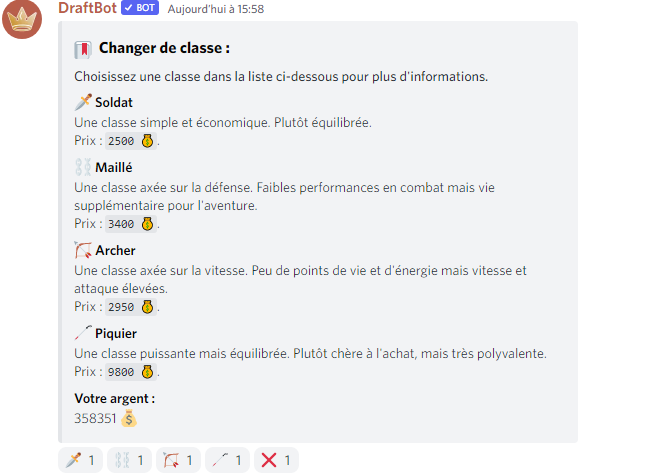 DraftBot ✓ BOT Aujourd'hui à 15:58
Changer de classe :
Choisissez une classe dans la liste ci-dessous pour plus d'informations.
Soldat
Une classe simple et économique. Plutôt équilibrée.
Prix : 2500 .
Maillé
Une classe axée sur la défense. Faibles performances en combat mais vie
supplémentaire pour l'aventure.
Prix : 3400 .
Archer
Une classe axée sur la vitesse. Peu de points de vie et d'énergie mais vitesse et
attaque élevées.
Prix : 2950 .
Piquier
Une classe puissante mais équilibrée. Plutôt chère à l'achat, mais très polyvalente.
Prix : 9800 .
Votre argent :
358351
1 1 1 1 1